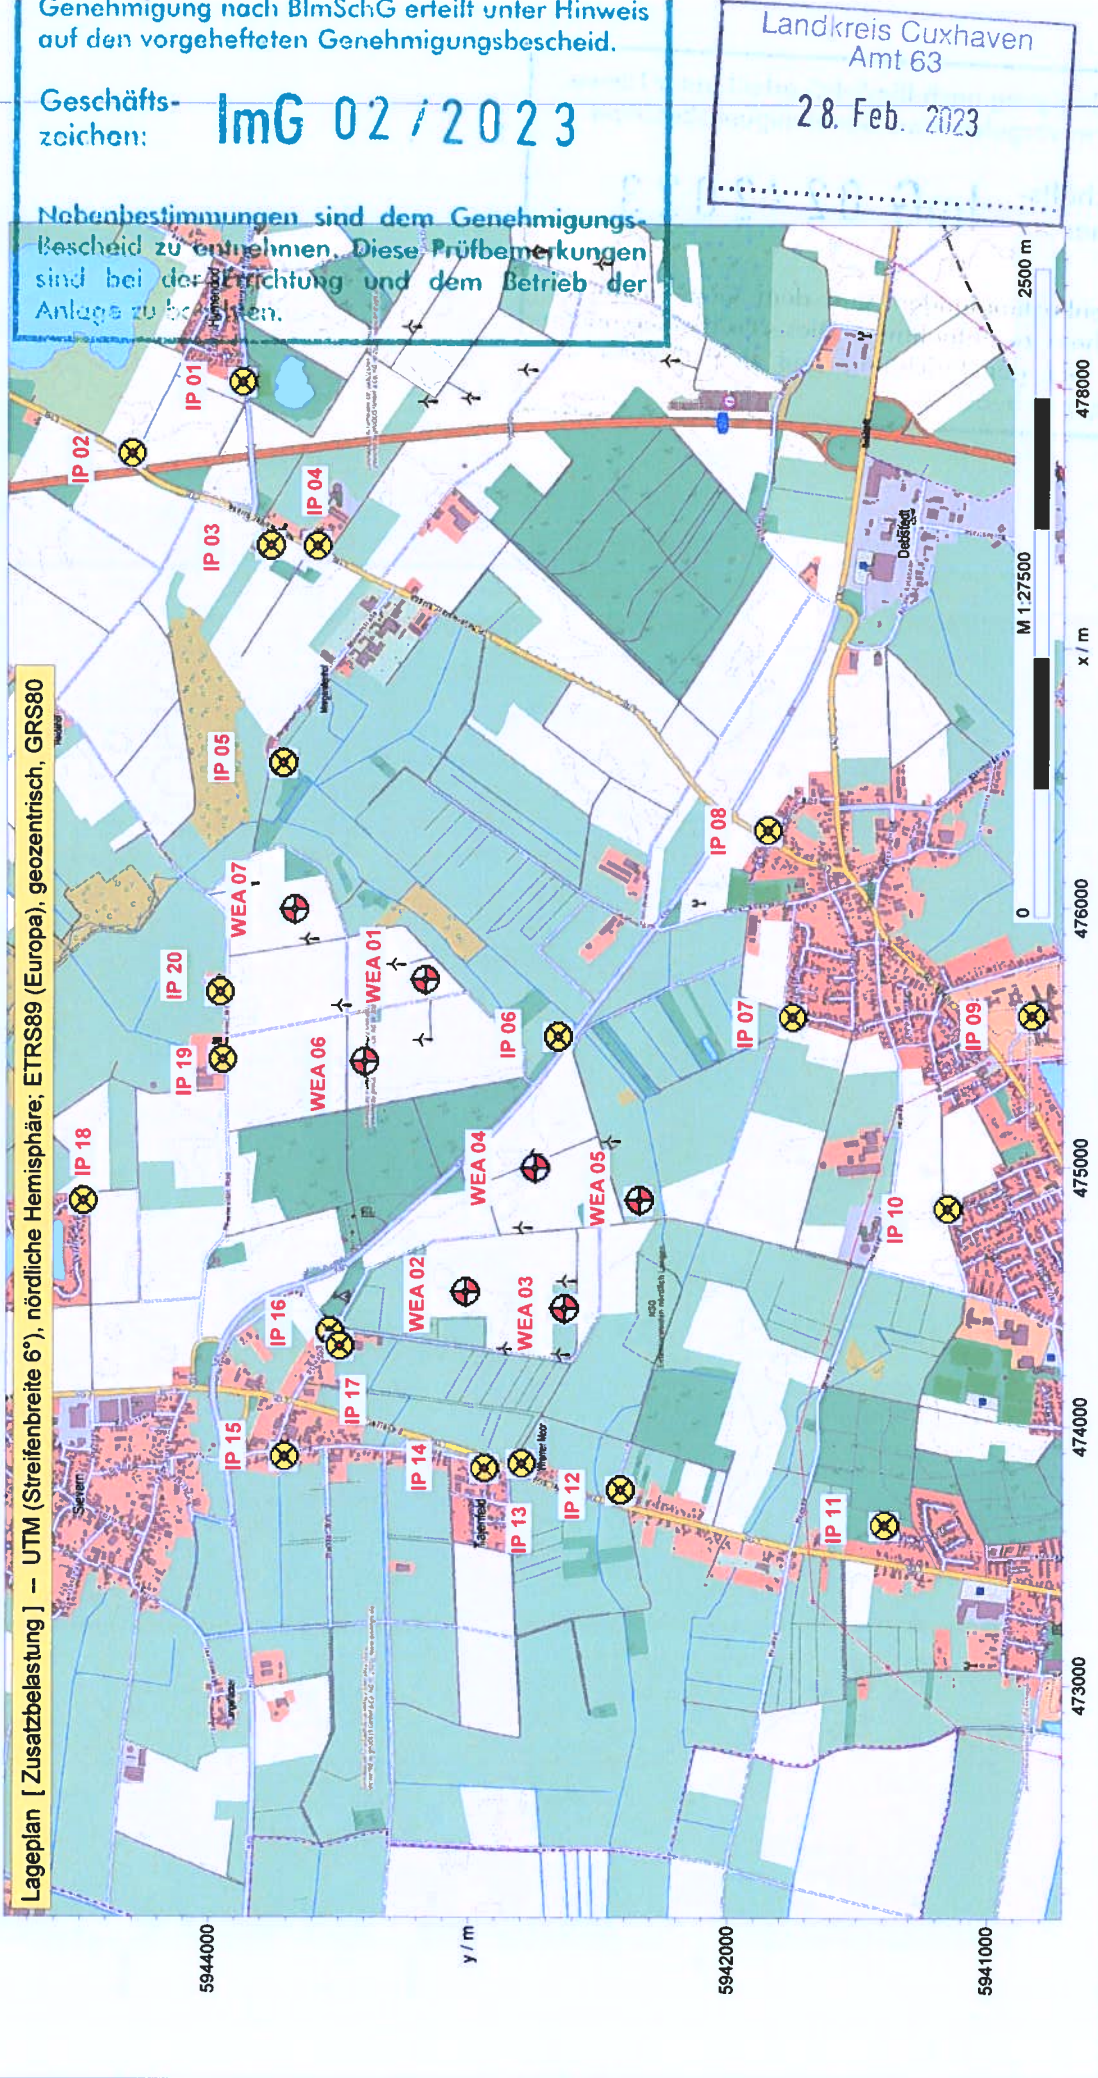 Genehmigung nach BImSchG erteilt unter Hinweis
auf den vorgehefteten Genehmigungsbescheid.
Geschäfts-
zeichen:
ImG 02/2023
Nebenbestimmungen sind dem Genehmigungs-
Bescheid zu entnehmen. Diese Prüfbemerkungen
sind bei der Errichtung und dem Betrieb der
Anlage zu
Landkreis Cuxhaven
Amt 63
28. Feb. 2023
Lageplan [ Zusatzbelastung ] -- UTM (Streifenbreite 6°), nördliche Hemisphäre; ETRS89 (Europa), geozentrisch, GRS80
IP 01
IP 02
IP 03
IP 04
IP 05
IP 06
IP 07
IP 08
IP 09
IP 10
IP 11
IP 12
IP 13
IP 14
IP 15
IP 16
IP 17
IP 18
IP 19
IP 20
WEA 01
WEA 02
WEA 03
WEA 04
WEA 05
WEA 06
WEA 07
Sievern
Debstedt
NSG
5944000
y / m
5942000
5941000
473000
474000
475000
476000
x / m
478000
0
M 1:27500
2500 m